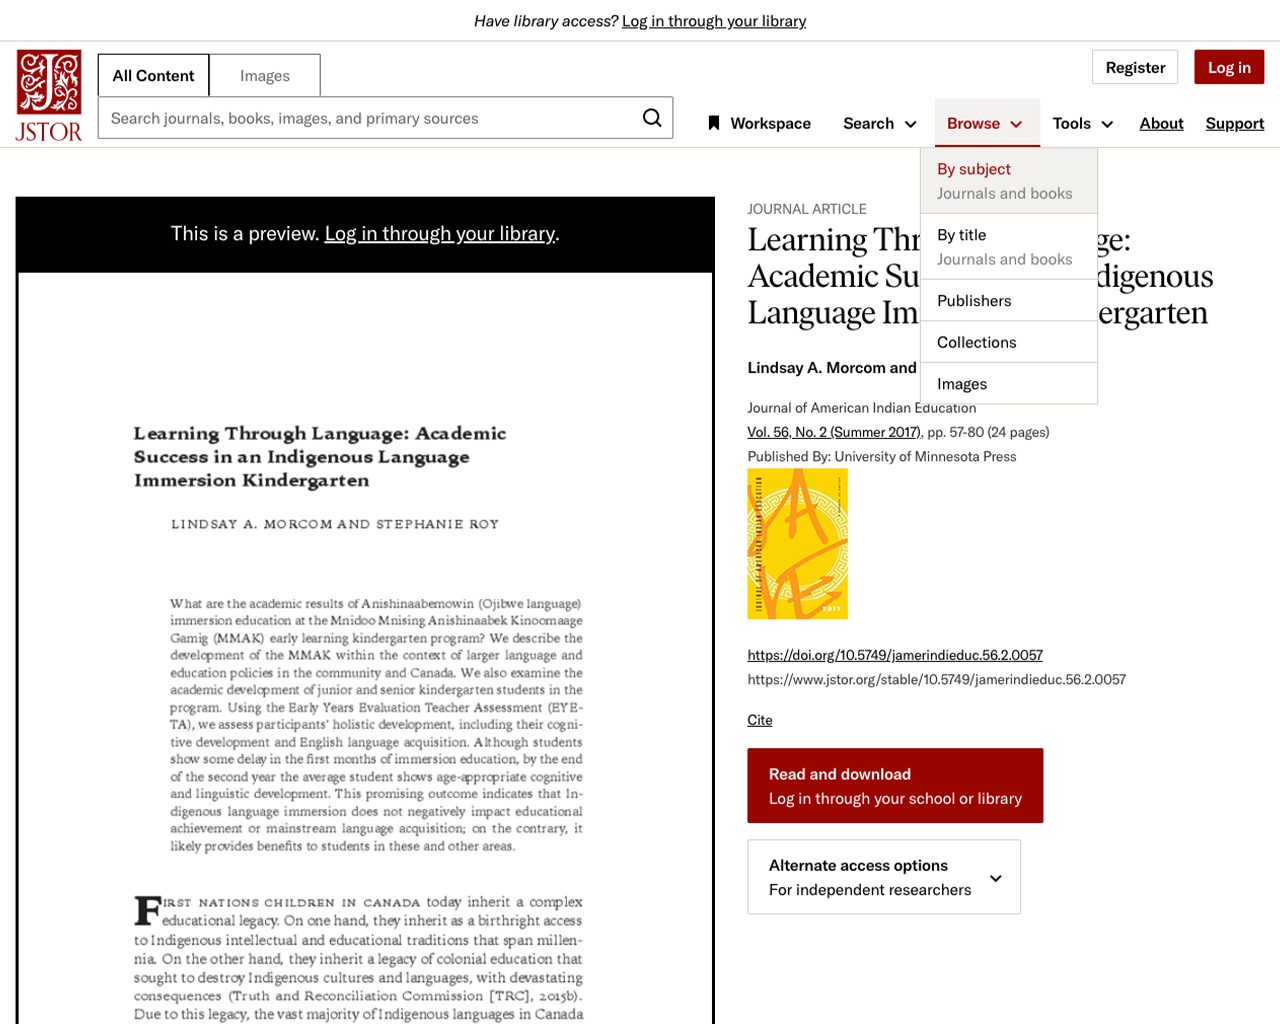 Have library access? Log in through your library
JSTOR
All Content
Images
Search journals, books, images, and primary sources
Register
Log in
Workspace
Search
Browse
Tools
About
Support
By subject
Journals and books
By title
Journals and books
Publishers
Collections
Images
This is a preview. Log in through your library.
Learning Through Language: Academic
Success in an Indigenous Language
Immersion Kindergarten
LINDSAY A. MORCOM AND STEPHANIE ROY
What are the academic results of Anishinaabemowin (Ojibwe language)
immersion education at the Mnidoo Mnising Anishinaabek Kinoomaage
Gamig (MMAK) early learning kindergarten program? We describe the
development of the MMAK within the context of larger language and
education policies in the community and Canada. We also examine the
academic development of junior and senior kindergarten students in the
program. Using the Early Years Evaluation Teacher Assessment (EYE-
TA), we assess participants' holistic development, including their cogni-
tive development and English language acquisition. Although students
show some delay in the first months of immersion education, by the end
of the second year the average student shows age-appropriate cognitive
and linguistic development. This promising outcome indicates that In-
digenous language immersion does not negatively impact educational
achievement or mainstream language acquisition; on the contrary, it
likely provides benefits to students in these and other areas.
FIRST NATIONS CHILDREN IN CANADA today inherit a complex
educational legacy. On one hand, they inherit as a birthright access
to Indigenous intellectual and educational traditions that span millen-
nia. On the other hand, they inherit a legacy of colonial education that
sought to destroy Indigenous cultures and languages, with devastating
consequences (Truth and Reconciliation Commission [TRC], 2015b).
Due to this legacy, the vast majority of Indigenous languages in Canada
JOURNAL ARTICLE
Learning Thr ge:
Academic Su digenous
Language Im ergarten
Lindsay A. Morcom and
Journal of American Indian Education
Vol. 56, No. 2 (Summer 2017), pp. 57-80 (24 pages)
Published By: University of Minnesota Press
JOURNAL OF AMERICAN INDIAN EDUCATION
2017
https://doi.org/10.5749/jamerindieduc.56.2.0057
https://www.jstor.org/stable/10.5749/jamerindieduc.56.2.0057
Cite
Read and download
Log in through your school or library
Alternate access options
For independent researchers